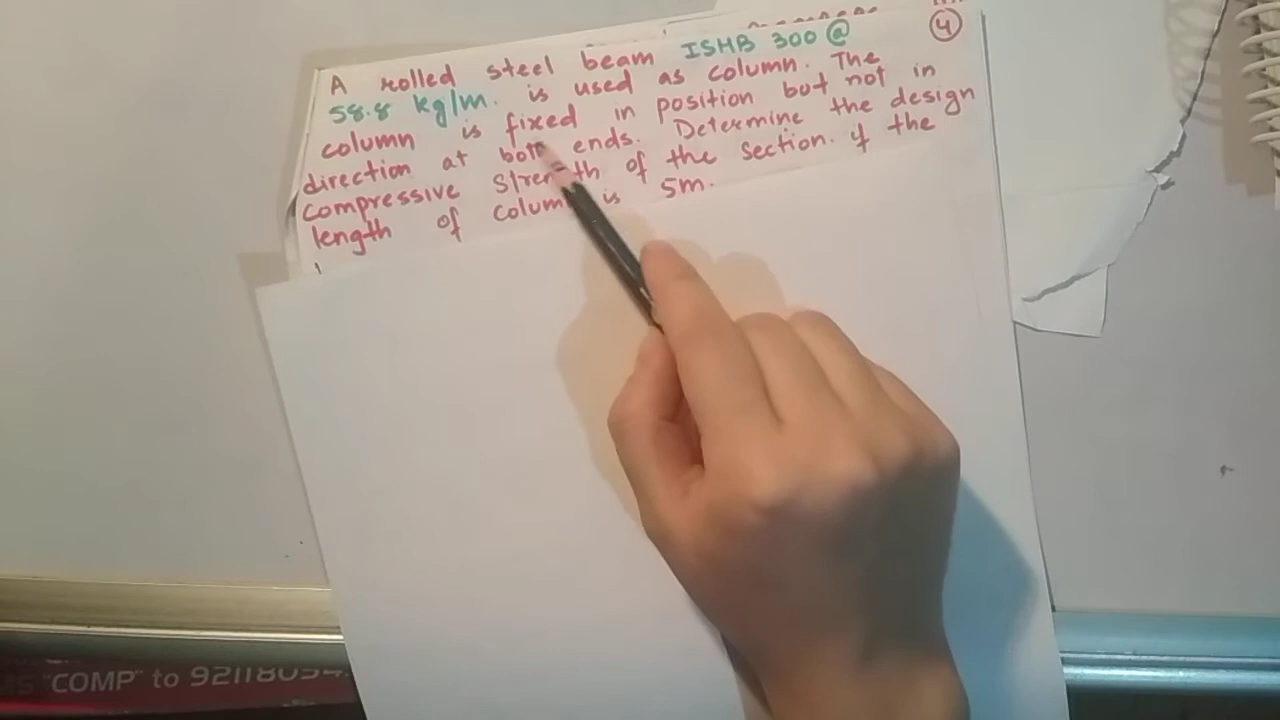 4
A rolled steel beam ISHB 300 @
58.8 kg/m. is used as column. The
column is fixed in position but not in
direction at both ends. Determine the design
compressive strength of the section. if the
length of column is 5m.
"COMP" to 92118054